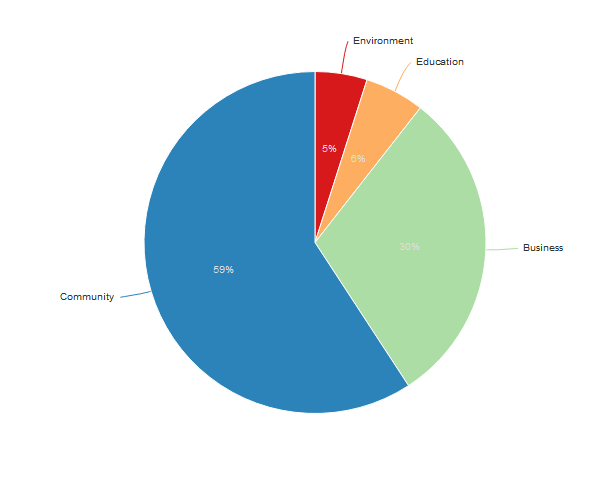 Environment
Education
5%
6%
30%
Business
59%
Community